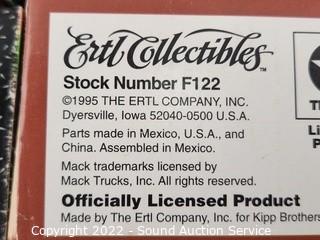 Ertl Collectibles™
Stock Number F122
©1995 THE ERTL COMPANY, INC.
Dyersville, Iowa 52040-0500 U.S.A.
Parts made in Mexico, U.S.A., and
China. Assembled in Mexico.
Mack trademarks licensed by
Mack Trucks, Inc. All rights reserved.
Officially Licensed Product
Made by The Ertl Company, Inc. for Kipp Brothers
Copyright 2022 - Sound Auction Service